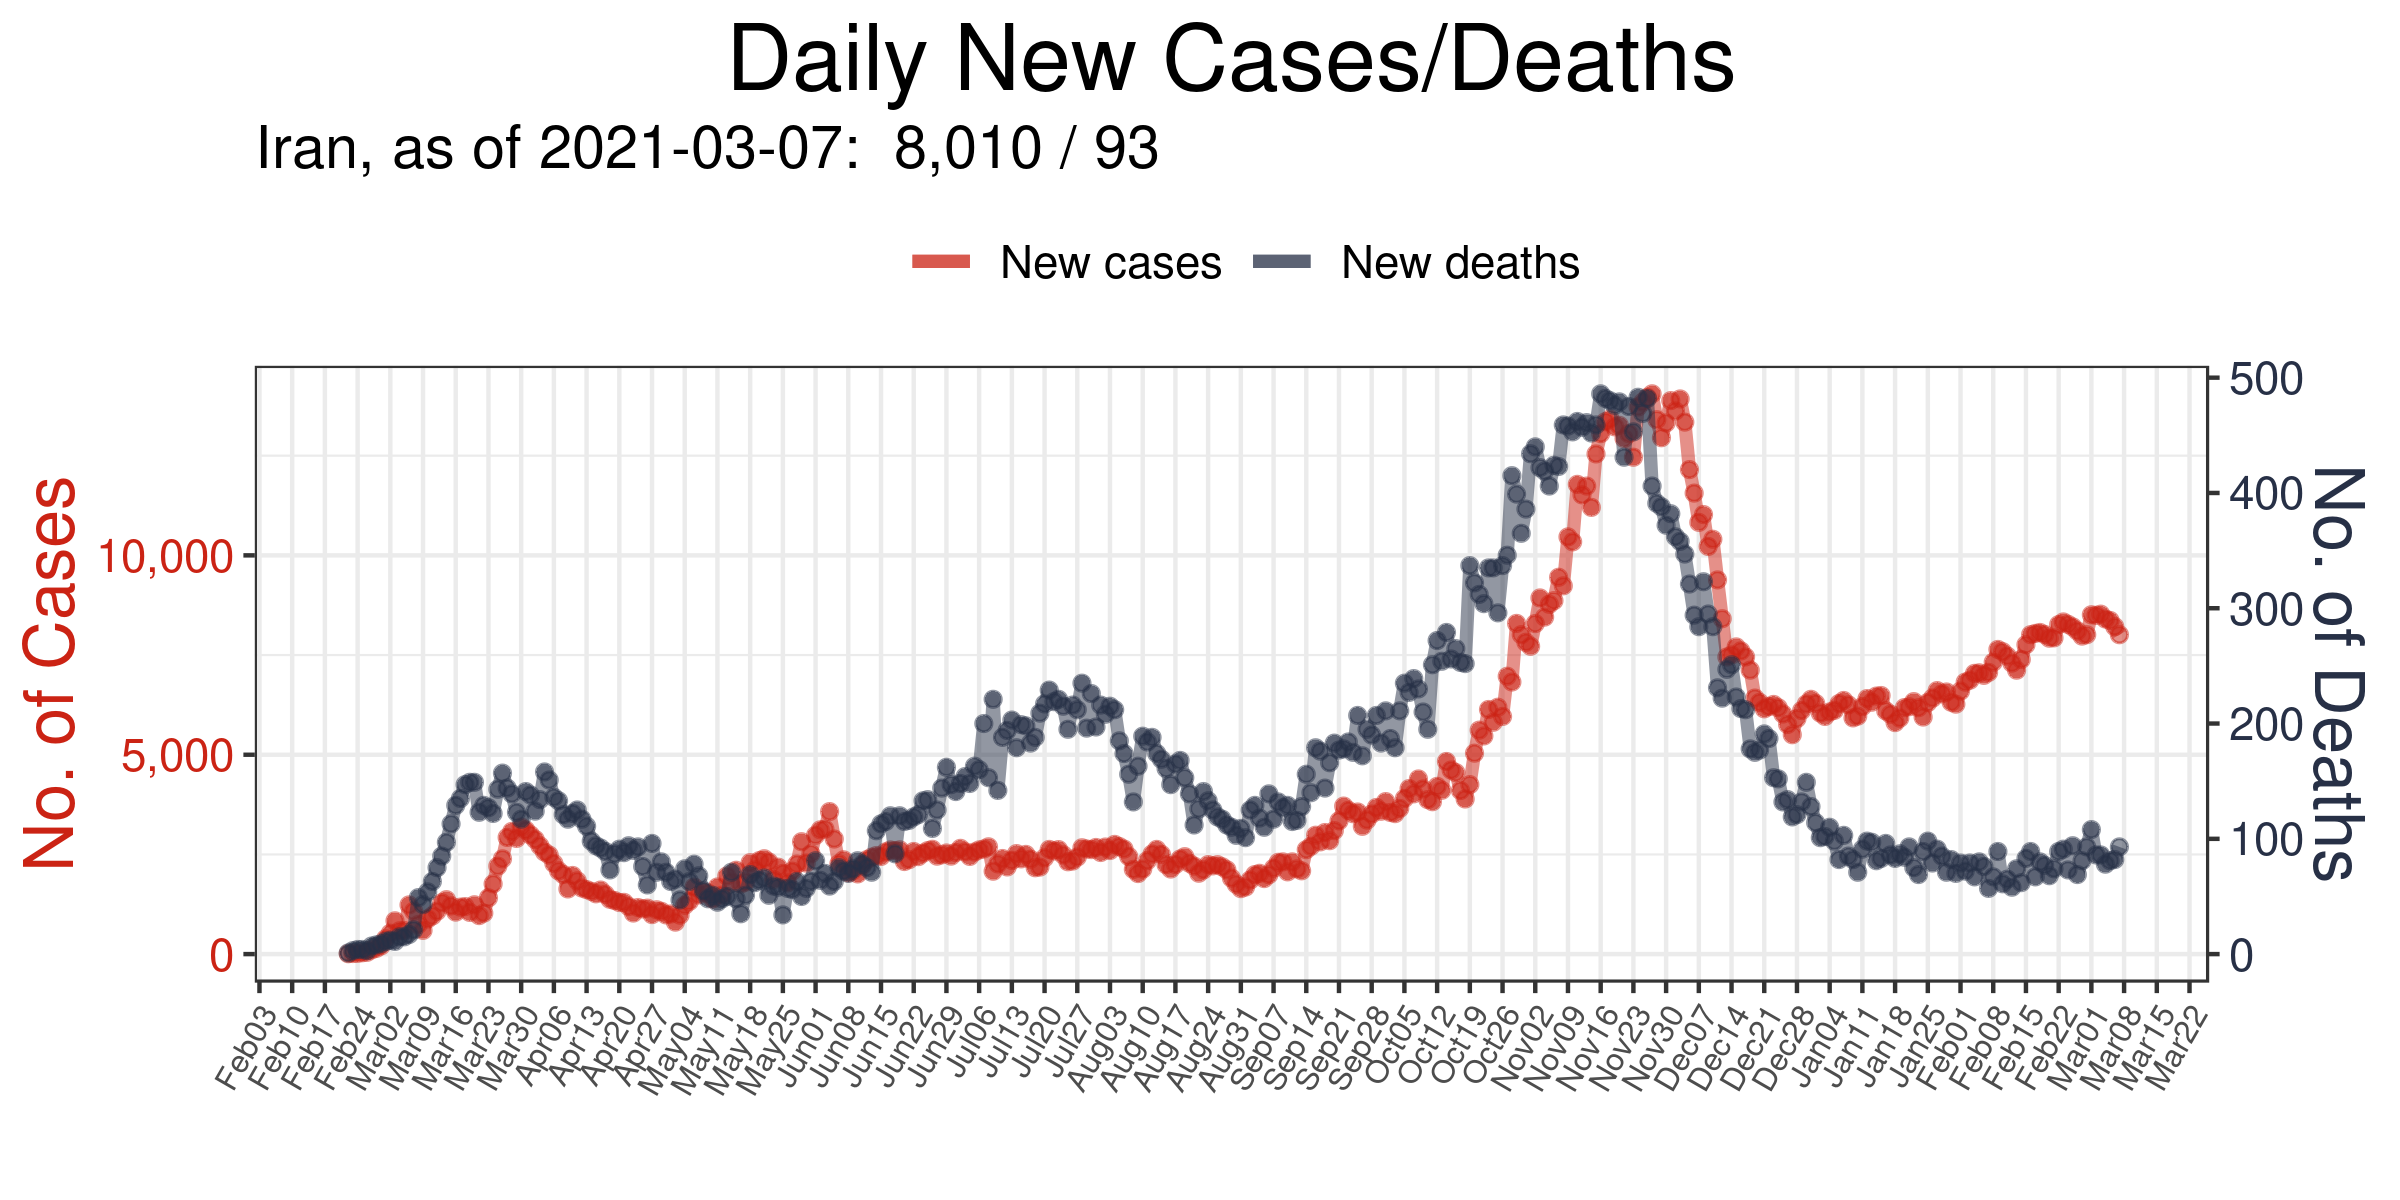 Daily New Cases/Deaths
Iran, as of 2021-03-07: 8,010 / 93
New cases
New deaths
No. of Cases
10,000
5,000
0
500
400
300
200
100
0
No. of Deaths
Feb03
Feb10
Feb17
Feb24
Mar02
Mar09
Mar16
Mar23
Mar30
Apr06
Apr13
Apr20
Apr27
May04
May11
May18
May25
Jun01
Jun08
Jun15
Jun22
Jun29
Jul06
Jul13
Jul20
Jul27
Aug03
Aug10
Aug17
Aug24
Aug31
Sep07
Sep14
Sep21
Sep28
Oct05
Oct12
Oct19
Oct26
Nov02
Nov09
Nov16
Nov23
Nov30
Dec07
Dec14
Dec21
Dec28
Jan04
Jan11
Jan18
Jan25
Feb01
Feb08
Feb15
Feb22
Mar01
Mar08
Mar15
Mar22